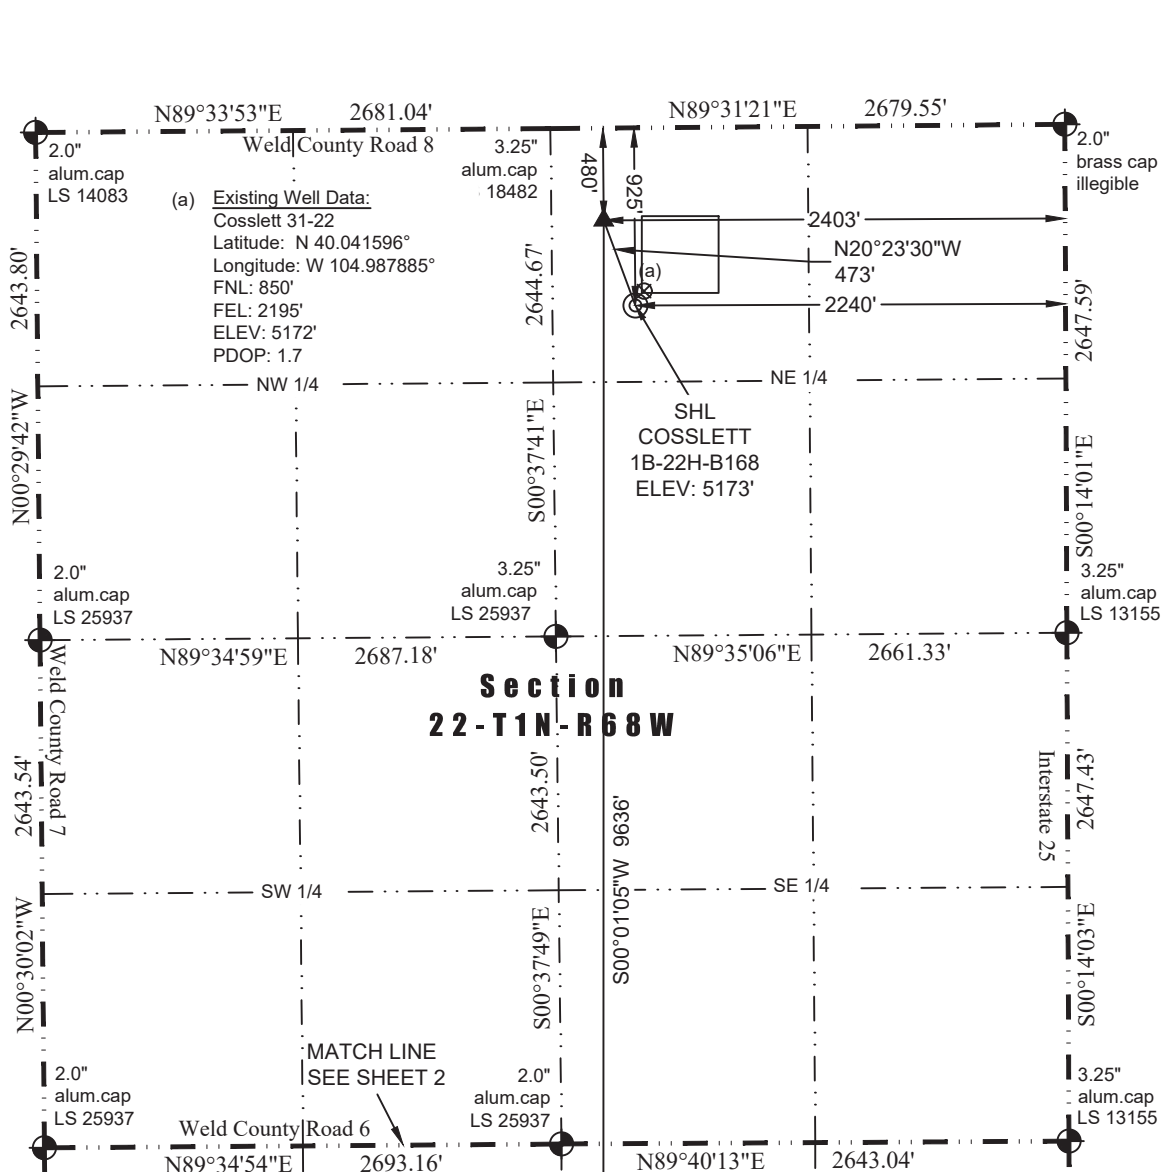 N89°33'53"E 2681.04' N89°31'21"E 2679.55'
Weld County Road 8
2.0"
alum.cap
LS 14083
3.25"
alum.cap
18482
2.0"
brass cap
illegible
480'
925'
(a) Existing Well Data:
Cosslett 31-22
Latitude: N 40.041596°
Longitude: W 104.987885°
FNL: 850'
FEL: 2195'
ELEV: 5172'
PDOP: 1.7
2403'
N20°23'30"W
473'
(a)
2240'
2643.80'
2644.67'
2647.59'
NW 1/4
NE 1/4
SHL
COSSLETT
1B-22H-B168
ELEV: 5173'
N00°29'42"W
S00°37'41"E
S00°14'01"E
2.0"
alum.cap
LS 25937
3.25"
alum.cap
LS 25937
3.25"
alum.cap
LS 13155
N89°34'59"E 2687.18' N89°35'06"E 2661.33'
Section
22-T1N-R68W
Weld County Road 7
2643.54'
2643.50'
S00°01'05"W 9636'
Interstate 25
2647.43'
SW 1/4
SE 1/4
N00°30'02"W
S00°37'49"E
S00°14'03"E
MATCH LINE
SEE SHEET 2
2.0"
alum.cap
LS 25937
2.0"
alum.cap
LS 25937
3.25"
alum.cap
LS 13155
Weld County Road 6
N89°34'54"E 2693.16' N89°40'13"E 2643.04'